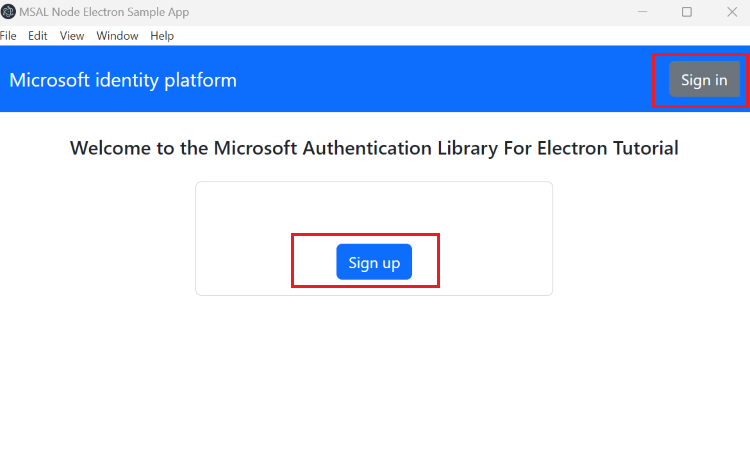 MSAL Node Electron Sample App
File Edit View Window Help
Microsoft identity platform Sign in
Welcome to the Microsoft Authentication Library For Electron Tutorial
Sign up